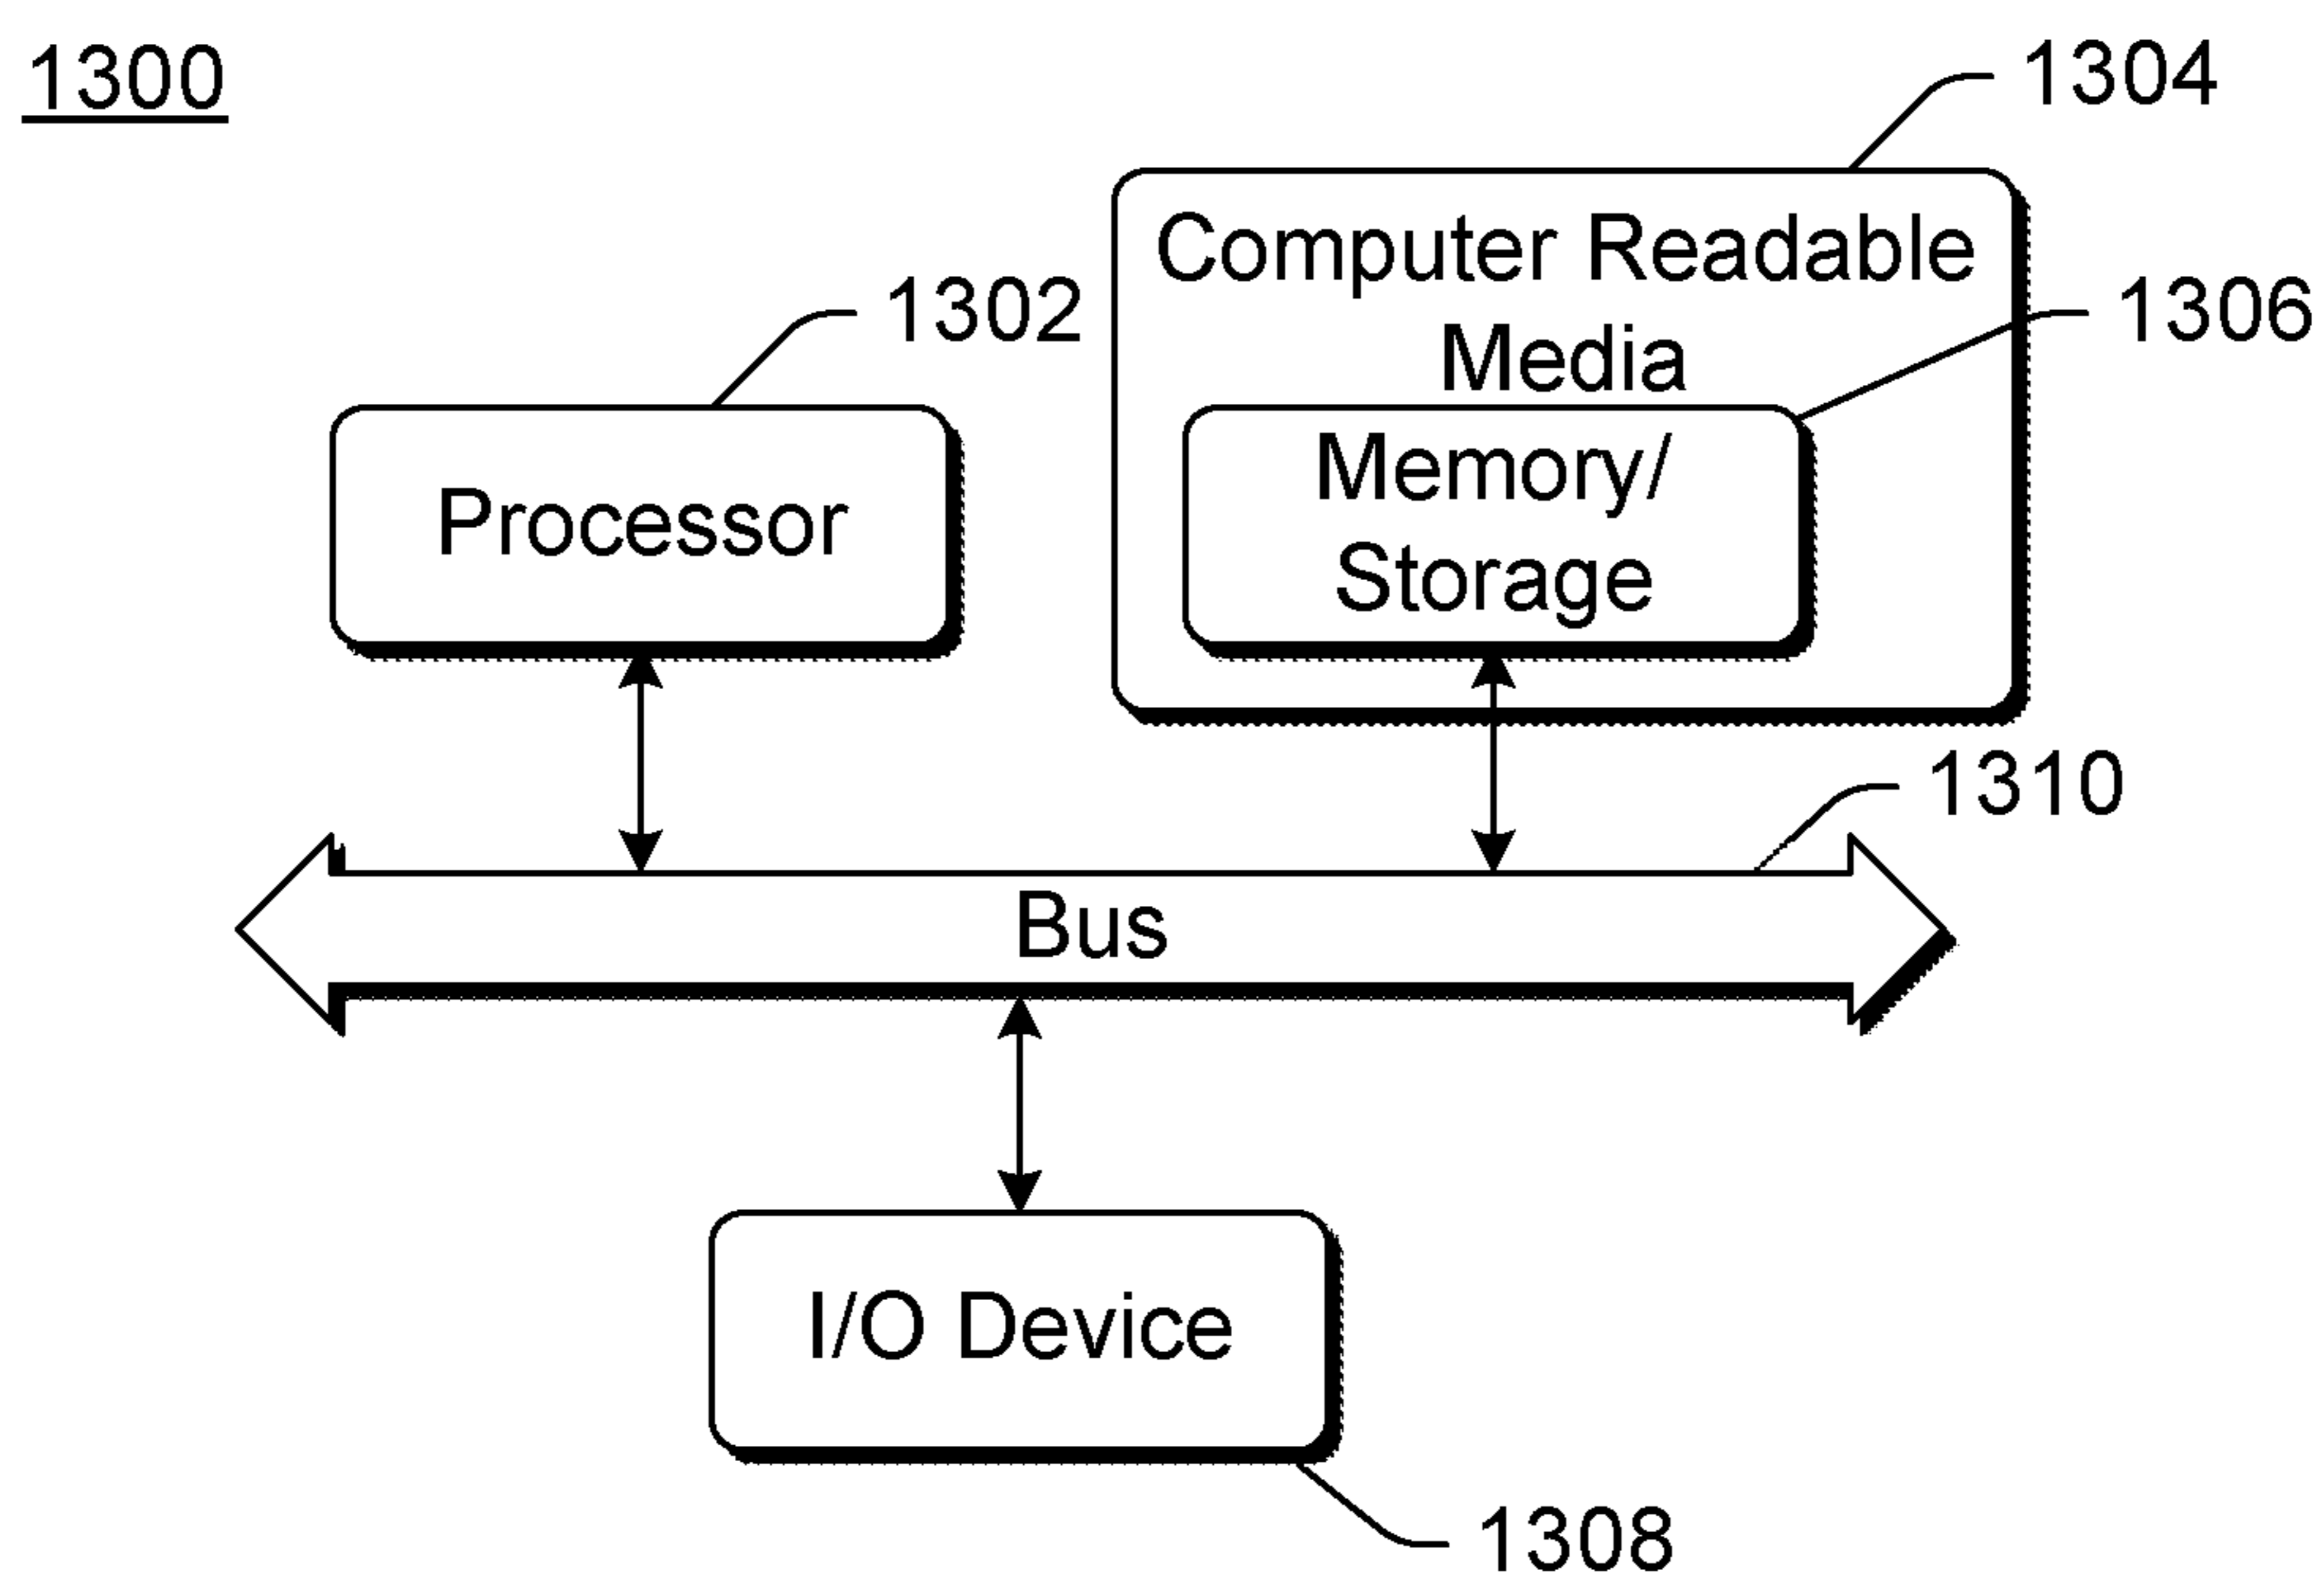 1300
1304
Computer Readable
Media
1302
1306
Memory/
Storage
Processor
1310
Bus
I/O Device
1308